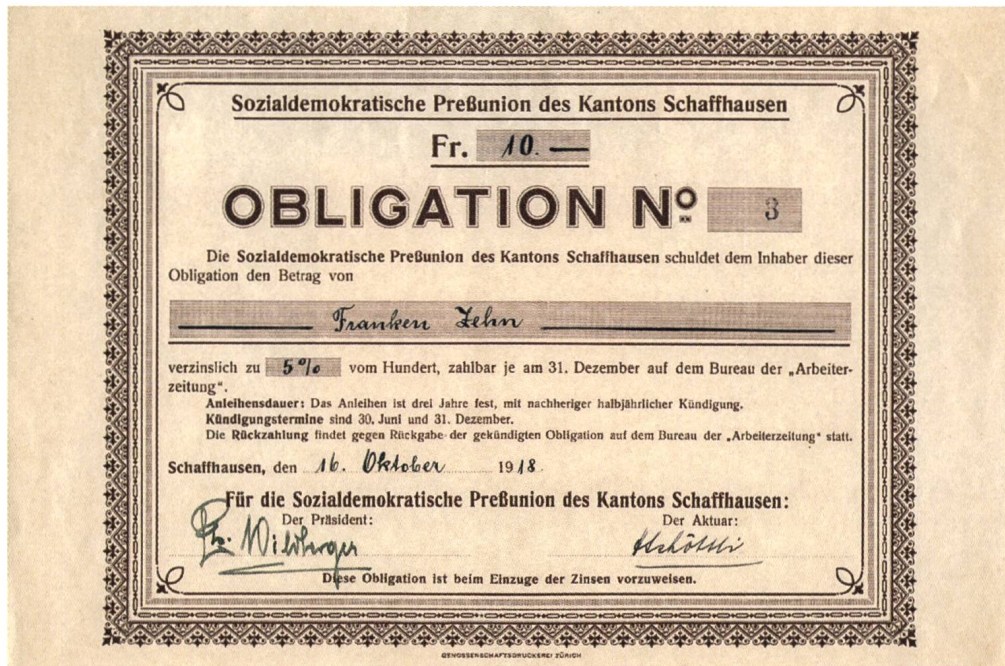 Sozialdemokratische Preßunion des Kantons Schaffhausen
Fr. 10.—
OBLIGATION No 3
Die Sozialdemokratische Preßunion des Kantons Schaffhausen schuldet dem Inhaber dieser
Obligation den Betrag von
Franken Zehn
verzinslich zu 5% vom Hundert, zahlbar je am 31. Dezember auf dem Bureau der „Arbeiter-
zeitung“.
Anleihensdauer: Das Anleihen ist drei Jahre fest, mit nachheriger halbjährlicher Kündigung.
Kündigungstermine sind 30. Juni und 31. Dezember.
Die Rückzahlung findet gegen Rückgabe der gekündigten Obligation auf dem Bureau der „Arbeiterzeitung“ statt.
Schaffhausen, den 16. Oktober 1918.
Für die Sozialdemokratische Preßunion des Kantons Schaffhausen:
Der Präsident: Der Aktuar:
Wildberger
Diese Obligation ist beim Einzuge der Zinsen vorzuweisen.
GENOSSENSCHAFTSDRUCKEREI ZÜRICH